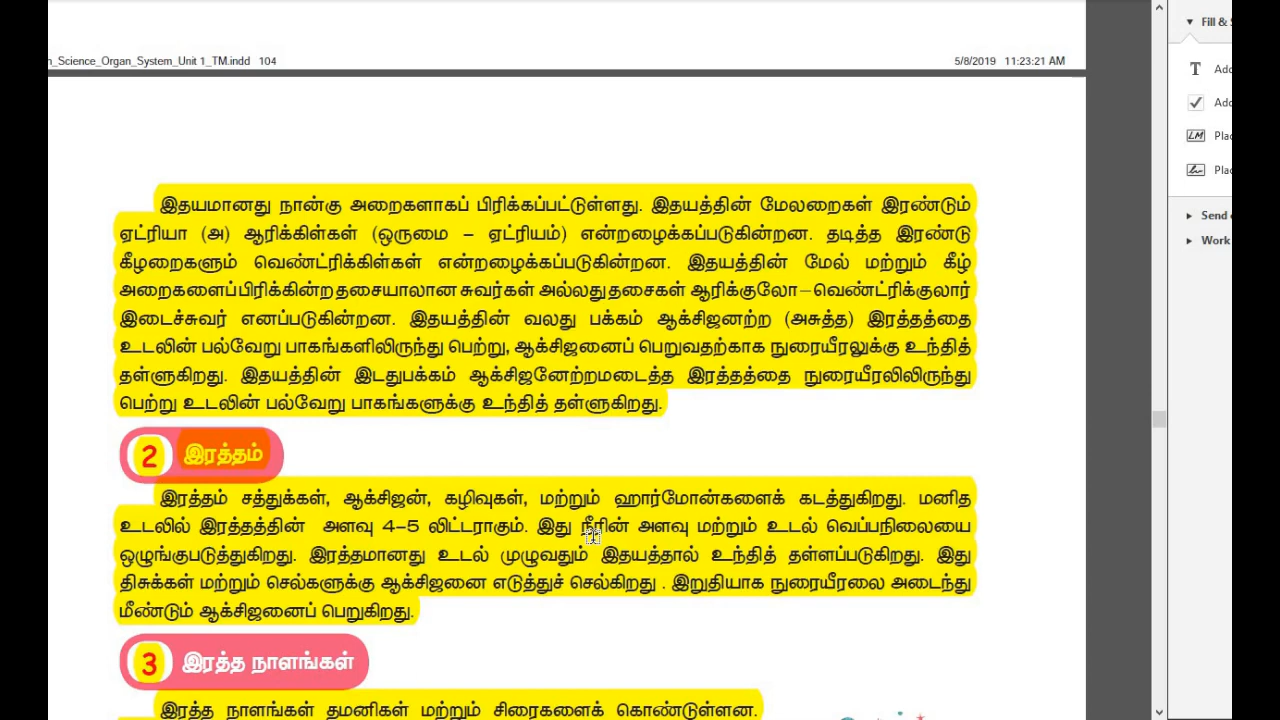 _Science_Organ_System_Unit 1_TM.indd 104
5/8/2019 11:23:21 AM
Fill &
இதயமானது நான்கு அறைகளாகப் பிரிக்கப்பட்டுள்ளது. இதயத்தின் மேலறைகள் இரண்டும்
ஏட்ரியா (அ) ஆரிக்கிள்கள் (ஒருமை – ஏட்ரியம்) என்றழைக்கப்படுகின்றன. தடித்த இரண்டு
கீழறைகளும் வெண்ட்ரிக்கிள்கள் என்றழைக்கப்படுகின்றன. இதயத்தின் மேல் மற்றும் கீழ்
அறைகளைப்பிரிக்கின்ற தசையாலான சுவர்கள் அல்லது தசைகள் ஆரிக்குலோ–வெண்ட்ரிக்குலார்
இடைச்சுவர் எனப்படுகின்றன. இதயத்தின் வலது பக்கம் ஆக்சிஜனற்ற (அசுத்த) இரத்தத்தை
உடலின் பல்வேறு பாகங்களிலிருந்து பெற்று, ஆக்சிஜனைப் பெறுவதற்காக நுரையீரலுக்கு உந்தித்
தள்ளுகிறது. இதயத்தின் இடதுபக்கம் ஆக்சிஜனேற்றமடைத்த இரத்தத்தை நுரையீரலிலிருந்து
பெற்று உடலின் பல்வேறு பாகங்களுக்கு உந்தித் தள்ளுகிறது.
2 இரத்தம்
இரத்தம் சத்துக்கள், ஆக்சிஜன், கழிவுகள், மற்றும் ஹார்மோன்களைக் கடத்துகிறது. மனித
உடலில் இரத்தத்தின் அளவு 4–5 லிட்டராகும். இது நீரின் அளவு மற்றும் உடல் வெப்பநிலையை
ஒழுங்குபடுத்துகிறது. இரத்தமானது உடல் முழுவதும் இதயத்தால் உந்தித் தள்ளப்படுகிறது. இது
திசுக்கள் மற்றும் செல்களுக்கு ஆக்சிஜனை எடுத்துச் செல்கிறது . இறுதியாக நுரையீரலை அடைந்து
மீண்டும் ஆக்சிஜனைப் பெறுகிறது.
3 இரத்த நாளங்கள்
இரத்த நாளங்கள் தமனிகள் மற்றும் சிரைகளைக் கொண்டுள்ளன.
T Add
Add
LM Plac
Plac
Send
Work